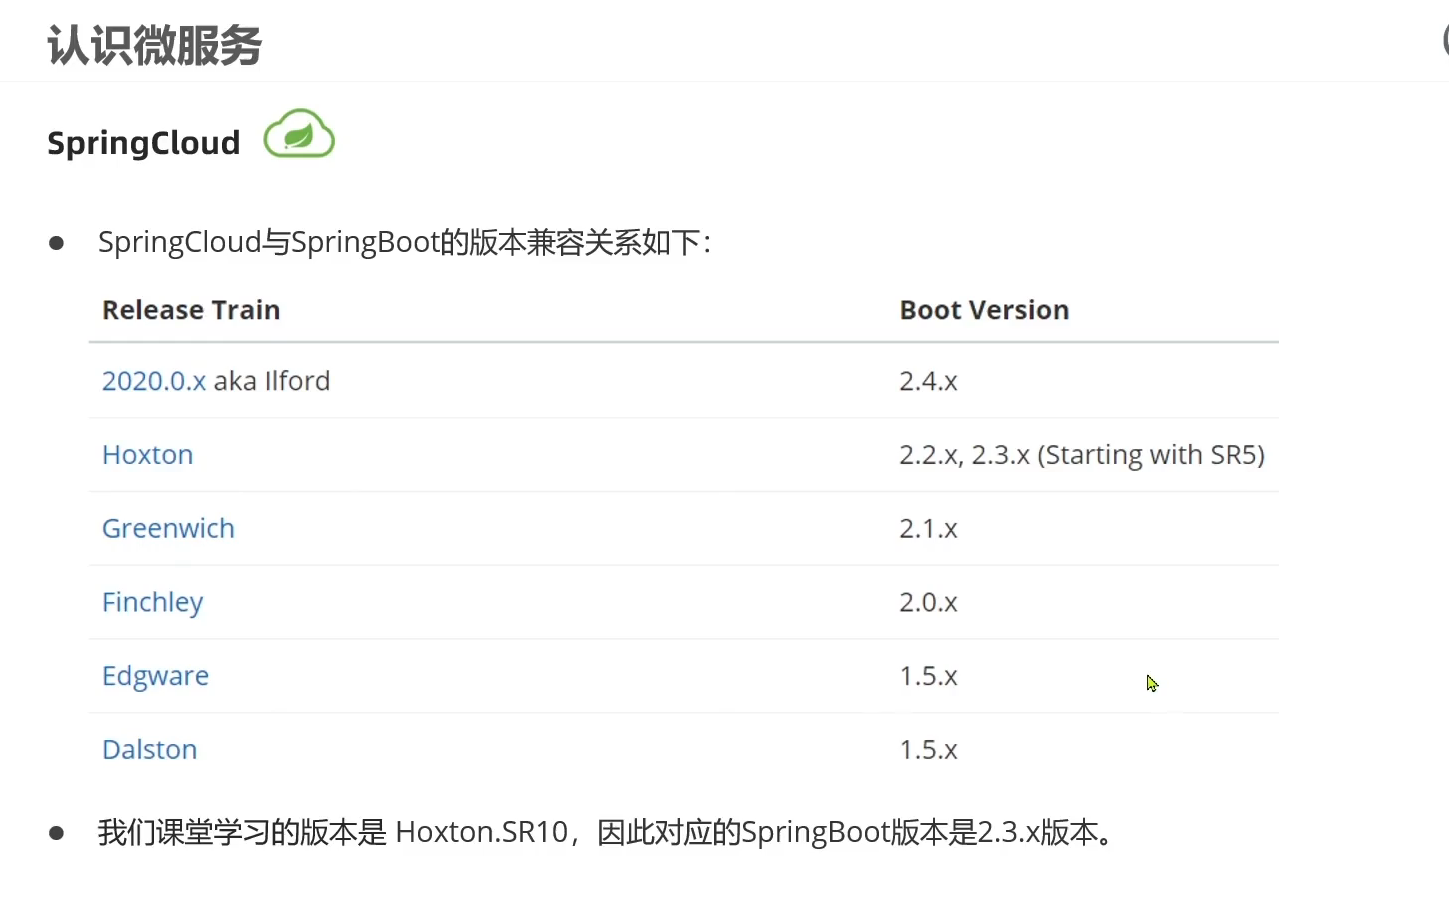 认识微服务
SpringCloud
SpringCloud与SpringBoot的版本兼容关系如下：
Release Train Boot Version
2020.0.x aka Ilford 2.4.x
Hoxton 2.2.x, 2.3.x (Starting with SR5)
Greenwich 2.1.x
Finchley 2.0.x
Edgware 1.5.x
Dalston 1.5.x
我们课堂学习的版本是 Hoxton.SR10，因此对应的SpringBoot版本是2.3.x版本。